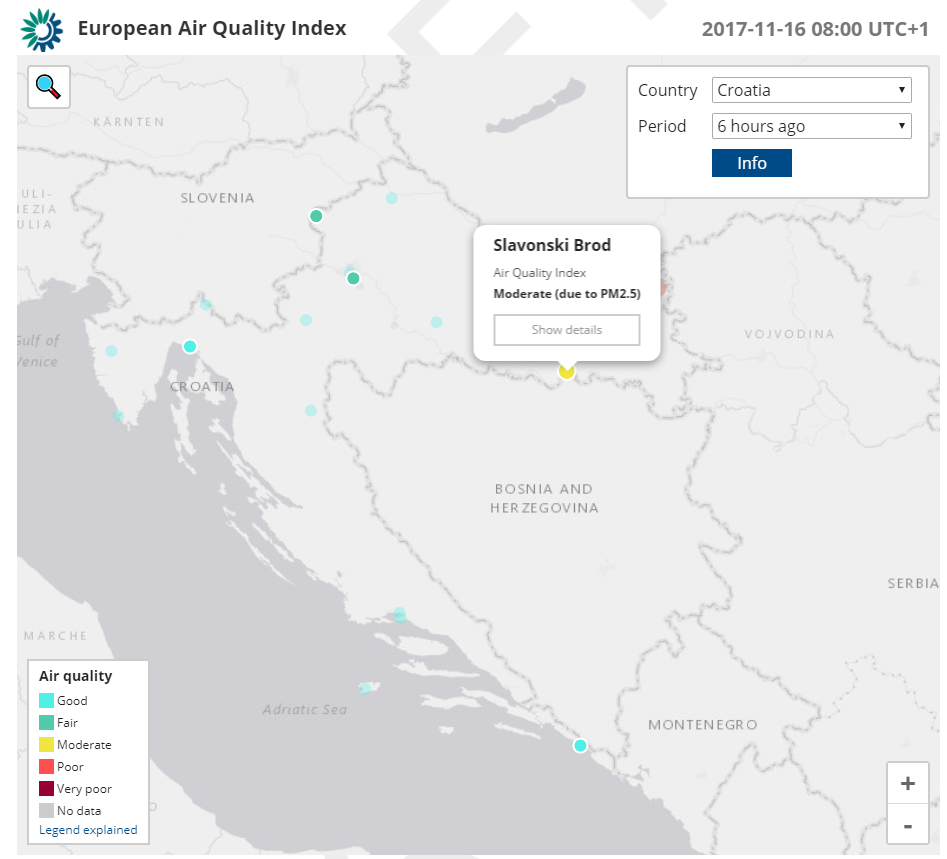 European Air Quality Index
2017-11-16 08:00 UTC+1
Country
Croatia
Period
6 hours ago
Info
KÄRNTEN
SLOVENIA
ULI-
ULIA
Slavonski Brod
Air Quality Index
Moderate (due to PM2.5)
Show details
VOJVODINA
Gulf of
Venice
CROATIA
BOSNIA AND
HERZEGOVINA
SERBIA
MARCHE
Adriatic Sea
MONTENEGRO
Air quality
Good
Fair
Moderate
Poor
Very poor
No data
Legend explained
+
-